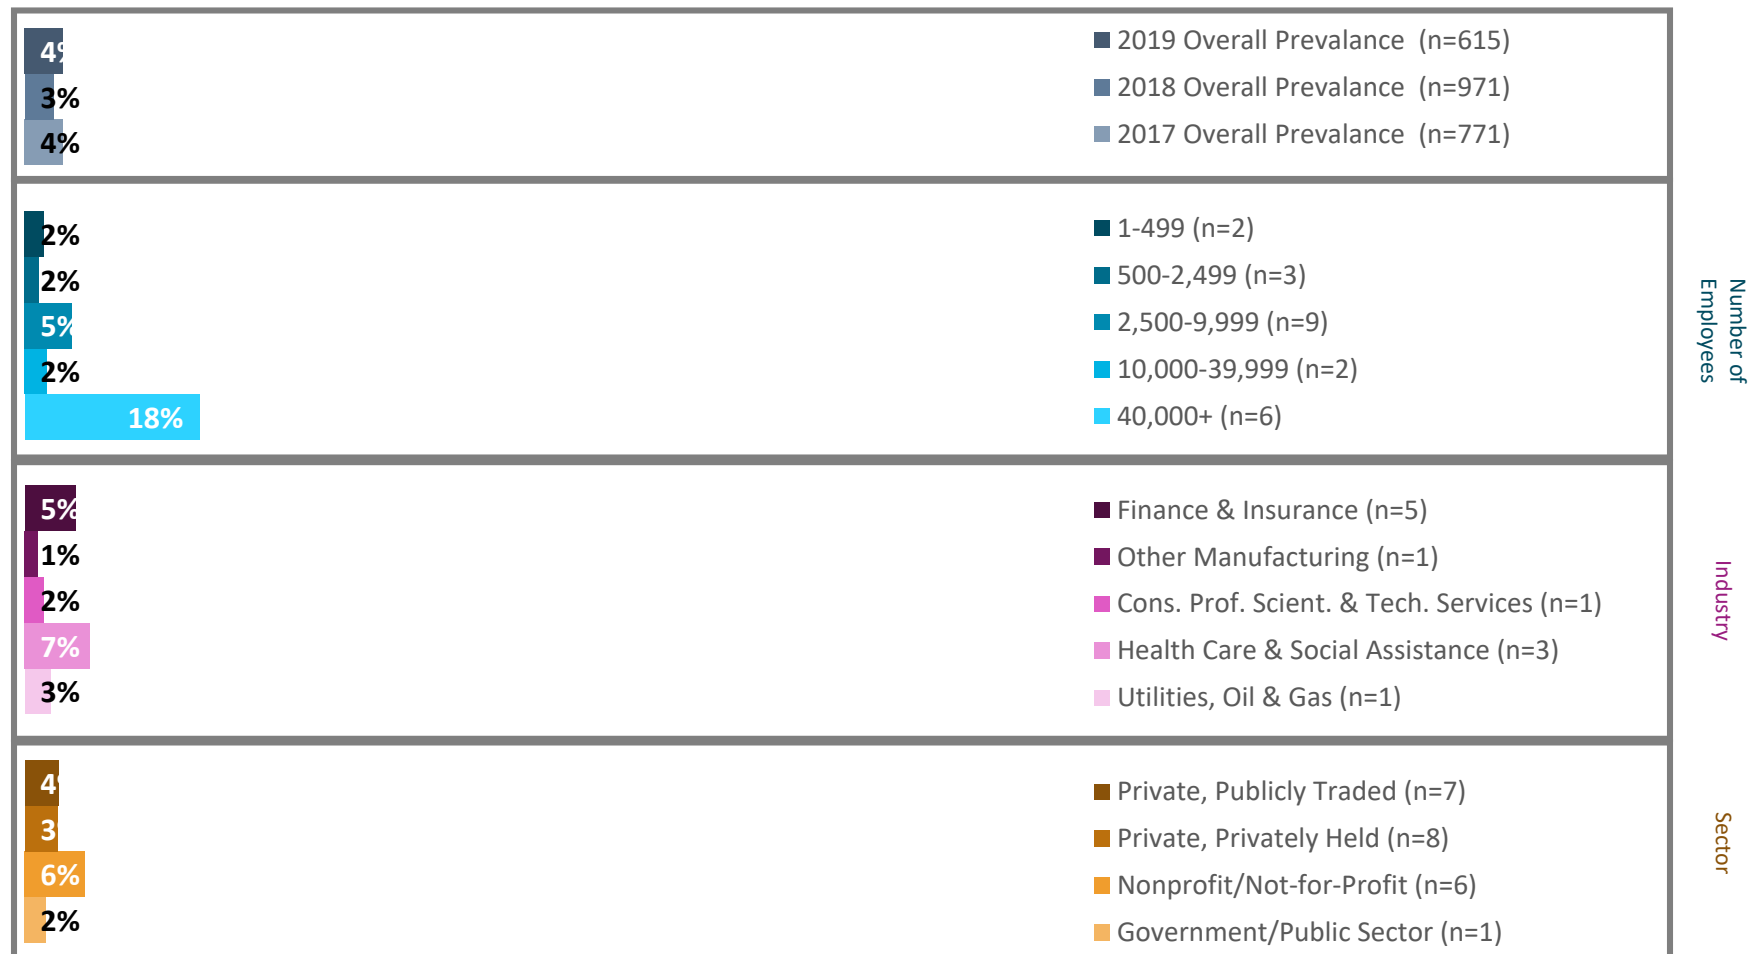 4%
3%
4%
2019 Overall Prevalance (n=615)
2018 Overall Prevalance (n=971)
2017 Overall Prevalance (n=771)
2%
2%
5%
2%
18%
1-499 (n=2)
500-2,499 (n=3)
2,500-9,999 (n=9)
10,000-39,999 (n=2)
40,000+ (n=6)
Number of
Employees
5%
1%
2%
7%
3%
Finance & Insurance (n=5)
Other Manufacturing (n=1)
Cons. Prof. Scient. & Tech. Services (n=1)
Health Care & Social Assistance (n=3)
Utilities, Oil & Gas (n=1)
Industry
4%
3%
6%
2%
Private, Publicly Traded (n=7)
Private, Privately Held (n=8)
Nonprofit/Not-for-Profit (n=6)
Government/Public Sector (n=1)
Sector